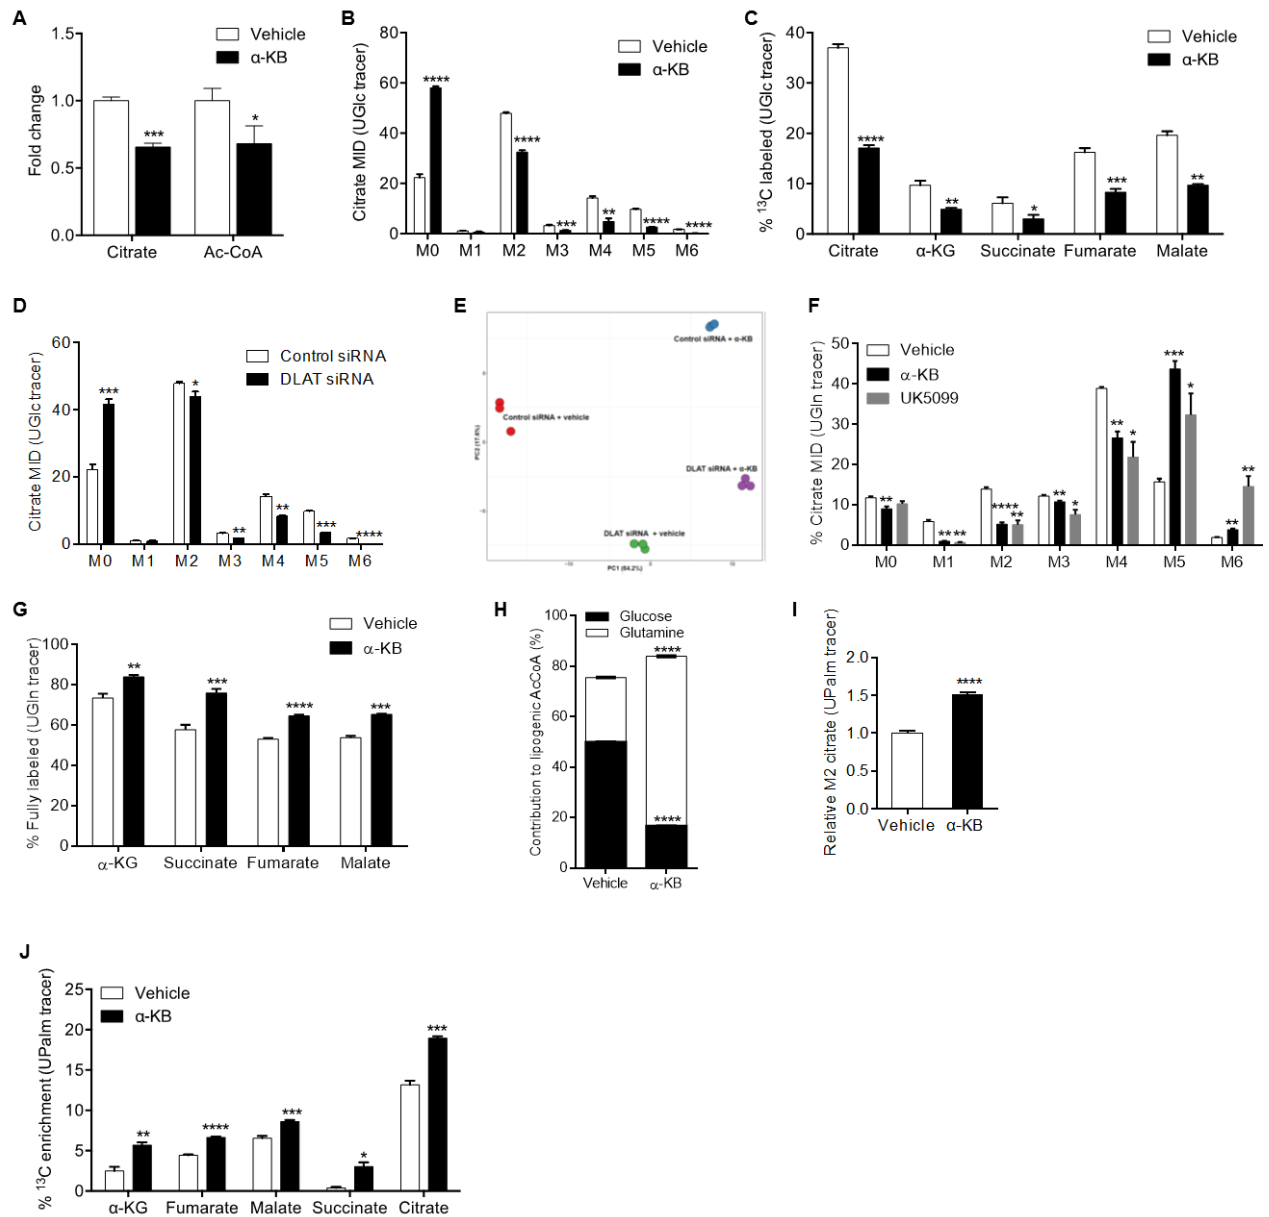 A
Fold change
1.5
1.0
0.5
0.0
Vehicle
α-KB
***
*
Citrate
Ac-CoA
B
Citrate MID (UGlc tracer)
80
60
40
20
0
Vehicle
α-KB
****
****
***
**
****
****
M0 M1 M2 M3 M4 M5 M6
C
% 13C labeled (UGlc tracer)
40
30
20
10
0
Vehicle
α-KB
****
**
*
***
**
Citrate
α-KG
Succinate
Fumarate
Malate
D
Citrate MID (UGlc tracer)
60
40
20
0
Control siRNA
DLAT siRNA
***
*
**
**
***
****
M0 M1 M2 M3 M4 M5 M6
E
Control siRNA + α-KB
Control siRNA + vehicle
DLAT siRNA + α-KB
DLAT siRNA + vehicle
PC2 (17.6%)
PC1 (64.2%)
F
% Citrate MID (UGln tracer)
50
40
30
20
10
0
Vehicle
α-KB
UK5099
**
** **
**** **
** *
** *
*** *
** **
M0 M1 M2 M3 M4 M5 M6
G
% Fully labeled (UGln tracer)
100
80
60
40
20
0
Vehicle
α-KB
**
***
****
***
α-KG
Succinate
Fumarate
Malate
H
Contribution to lipogenic AcCoA (%)
100
80
60
40
20
0
Glucose
Glutamine
****
****
Vehicle
α-KB
I
Relative M2 citrate (UPalm tracer)
2.0
1.5
1.0
0.5
0.0
****
Vehicle
α-KB
J
% 13C enrichment (UPalm tracer)
25
20
15
10
5
0
Vehicle
α-KB
**
****
***
*
***
α-KG
Fumarate
Malate
Succinate
Citrate